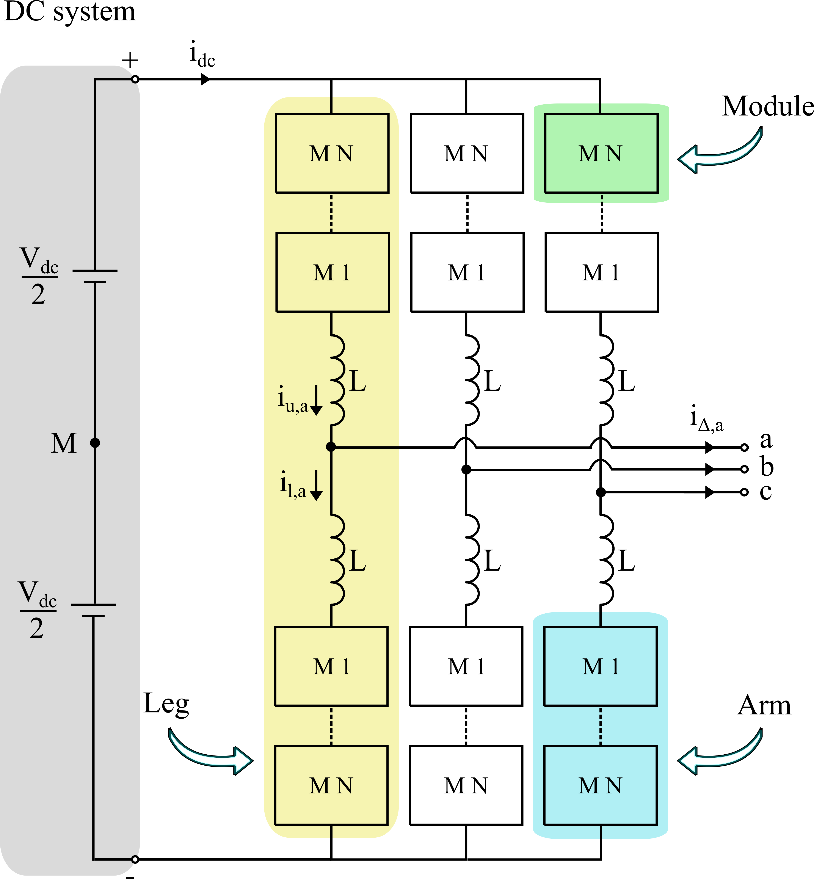 DC system
+
i_dc
Module
M N M N M N
M 1 M 1 M 1
V_dc
2
L L L
i_u,a
i_Δ,a
a
M
b
i_l,a
c
L L L
V_dc
2
M 1 M 1 M 1
Leg
Arm
M N M N M N
-